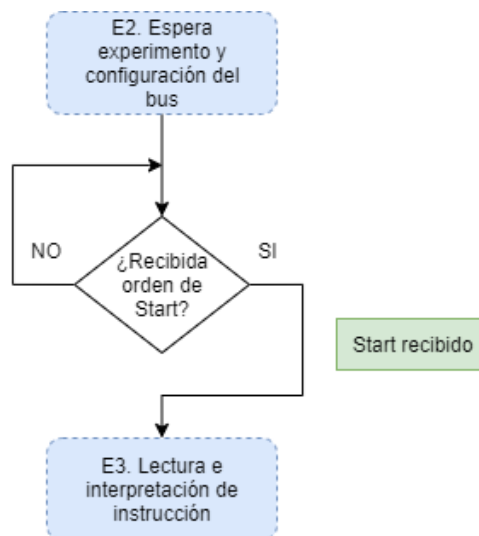 E2. Espera
experimento y
configuración del
bus
NO
¿Recibida
orden de
Start?
SI
Start recibido
E3. Lectura e
interpretación de
instrucción